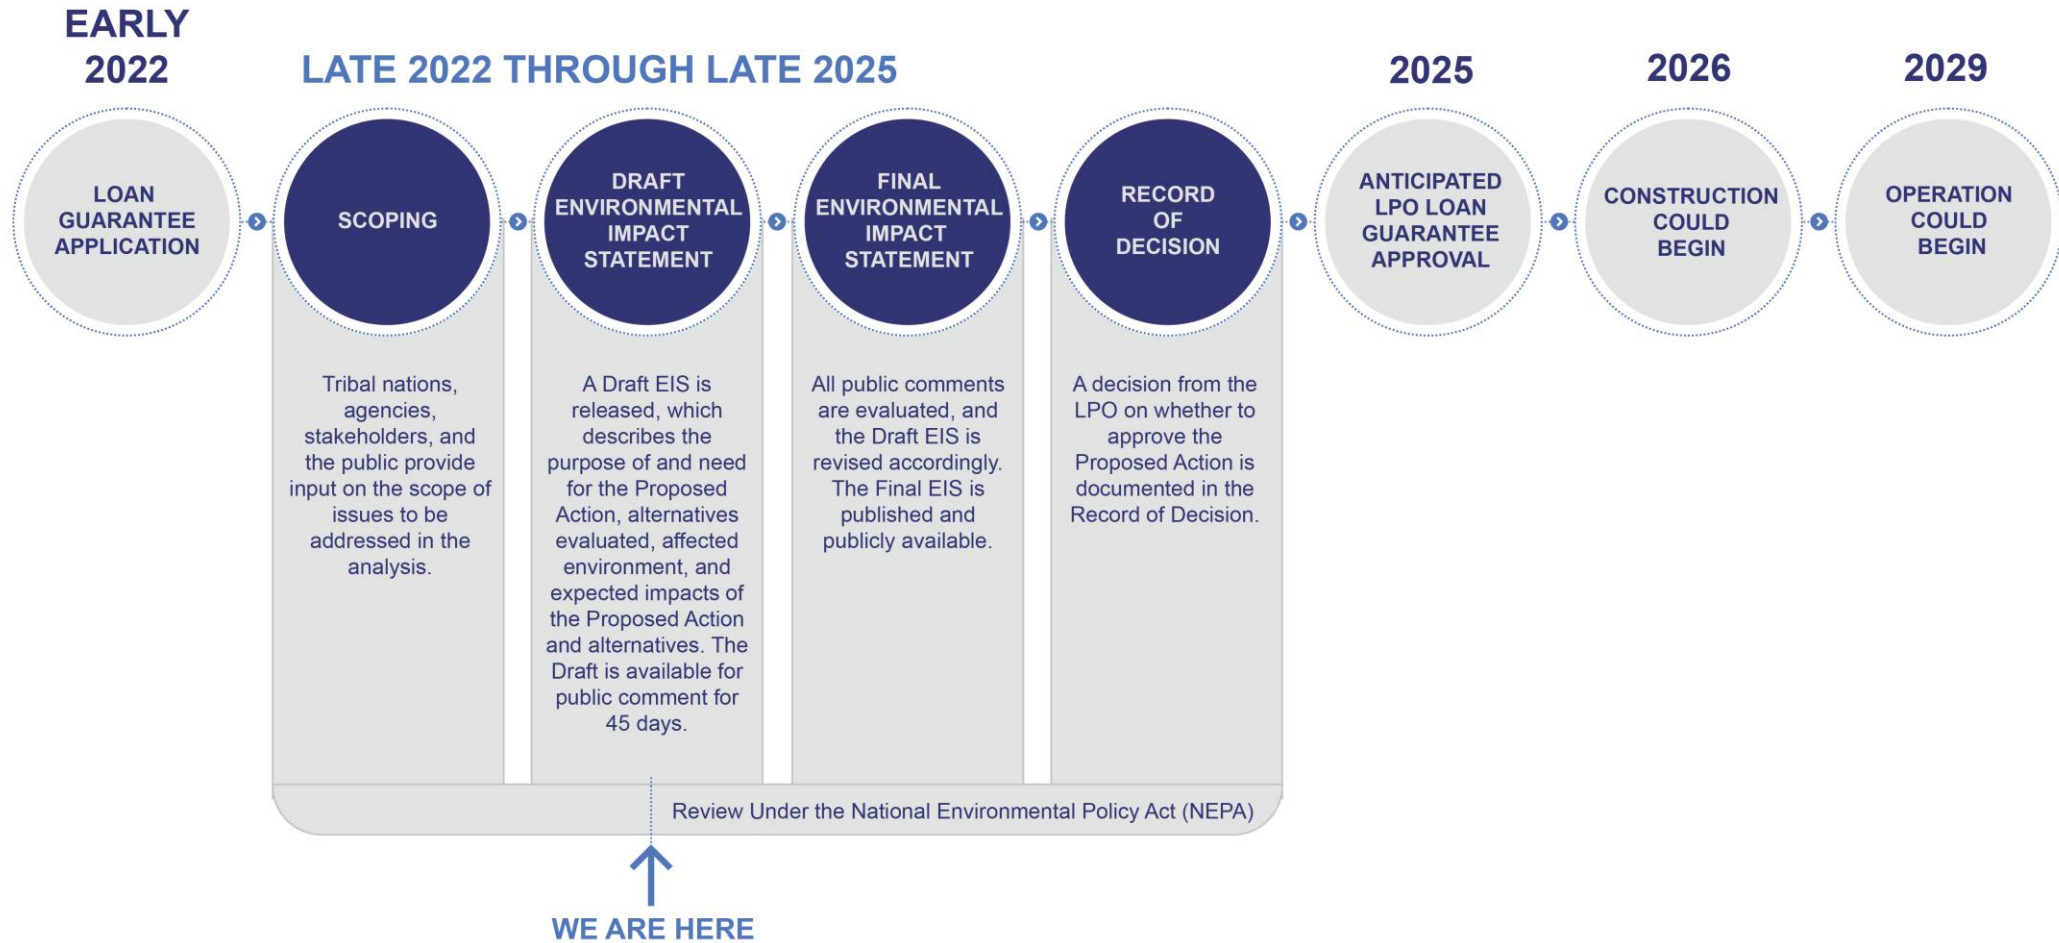 EARLY
2022
LATE 2022 THROUGH LATE 2025
2025
2026
2029
LOAN
GUARANTEE
APPLICATION
SCOPING
DRAFT
ENVIRONMENTAL
IMPACT
STATEMENT
FINAL
ENVIRONMENTAL
IMPACT
STATEMENT
RECORD
OF
DECISION
ANTICIPATED
LPO LOAN
GUARANTEE
APPROVAL
CONSTRUCTION
COULD
BEGIN
OPERATION
COULD
BEGIN
Tribal nations,
agencies,
stakeholders, and
the public provide
input on the scope of
issues to be
addressed in the
analysis.
A Draft EIS is
released, which
describes the
purpose of and need
for the Proposed
Action, alternatives
evaluated, affected
environment, and
expected impacts of
the Proposed Action
and alternatives. The
Draft is available for
public comment for
45 days.
All public comments
are evaluated, and
the Draft EIS is
revised accordingly.
The Final EIS is
published and
publicly available.
A decision from the
LPO on whether to
approve the
Proposed Action is
documented in the
Record of Decision.
Review Under the National Environmental Policy Act (NEPA)
WE ARE HERE